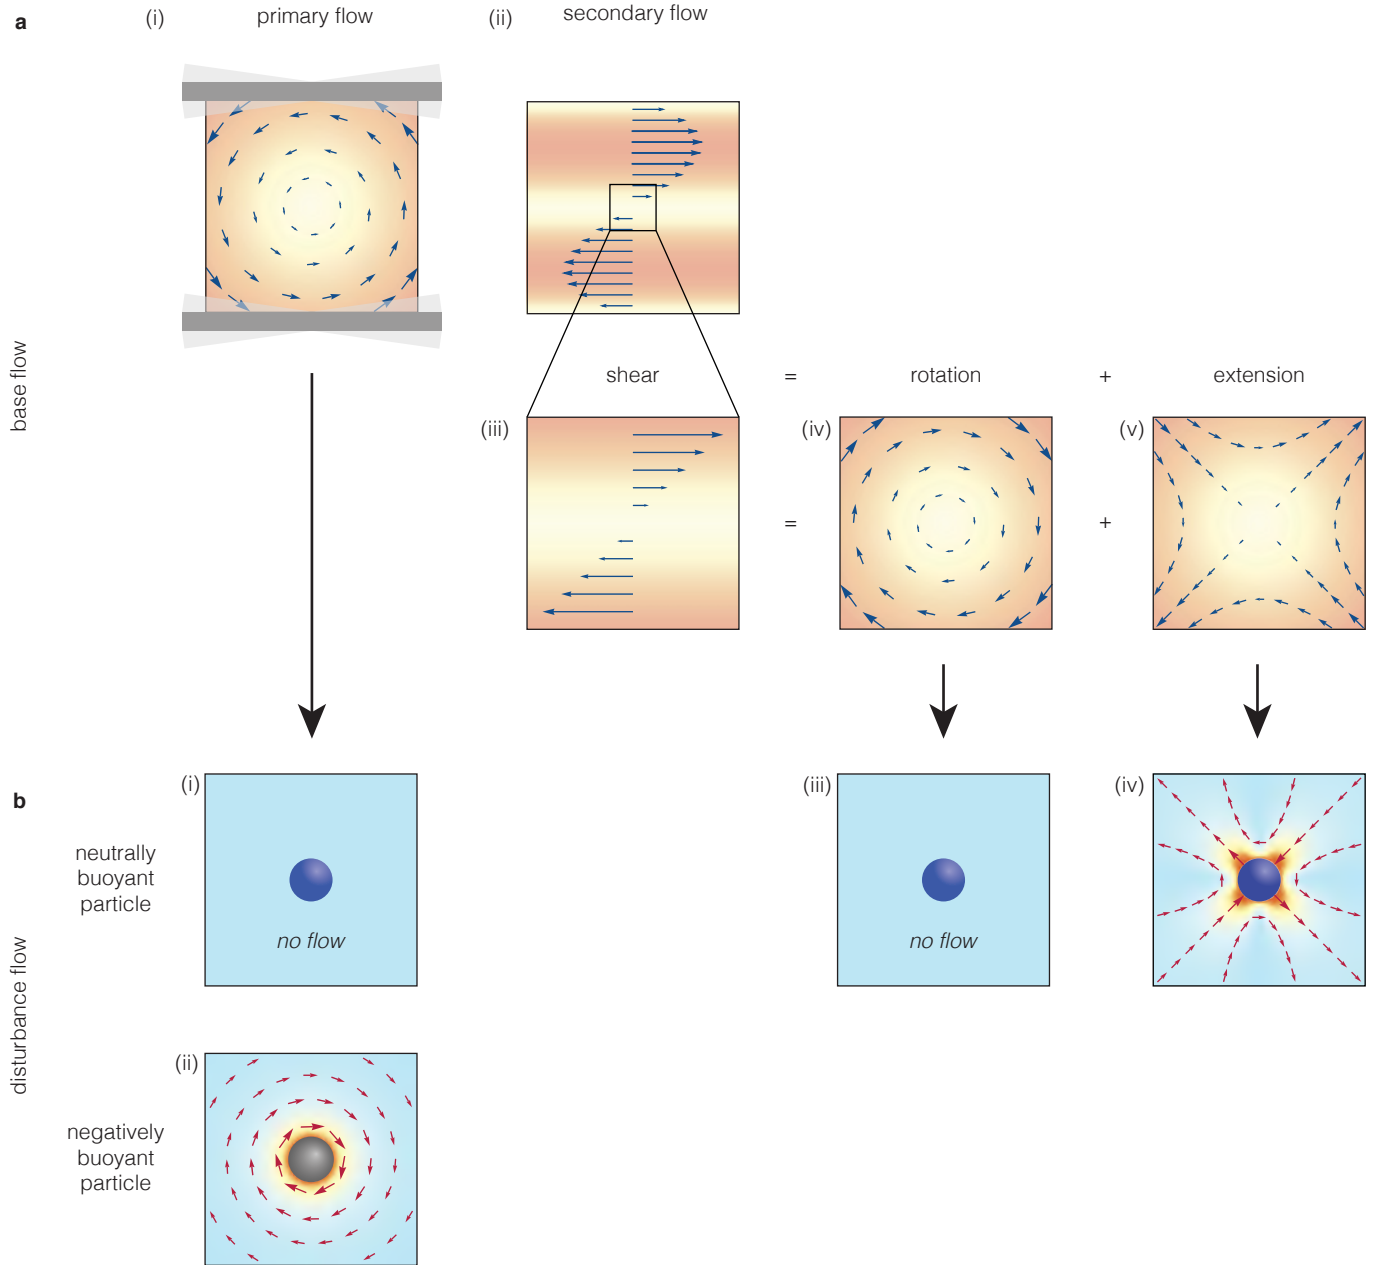 a
(i)
primary flow
(ii)
secondary flow
base flow
shear
=
rotation
+
extension
(iii)
(iv)
(v)
=
+
b
(i)
(iii)
(iv)
neutrally
buoyant
particle
no flow
no flow
disturbance flow
(ii)
negatively
buoyant
particle